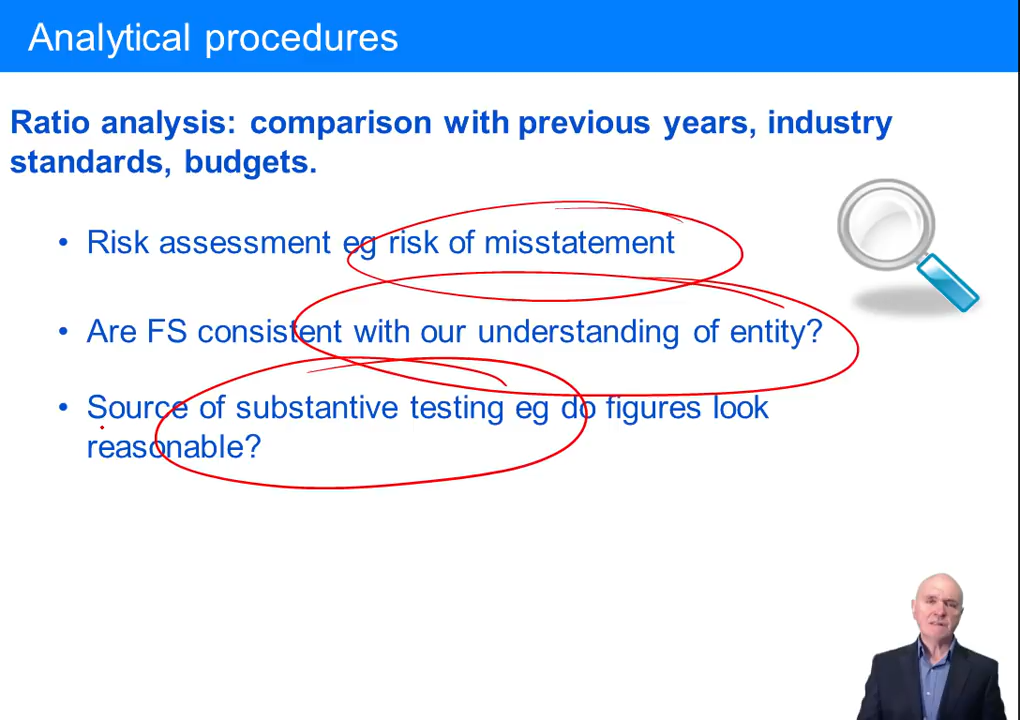 Analytical procedures
Ratio analysis: comparison with previous years, industry
standards, budgets.
• Risk assessment eg risk of misstatement
• Are FS consistent with our understanding of entity?
• Source of substantive testing eg do figures look
reasonable?